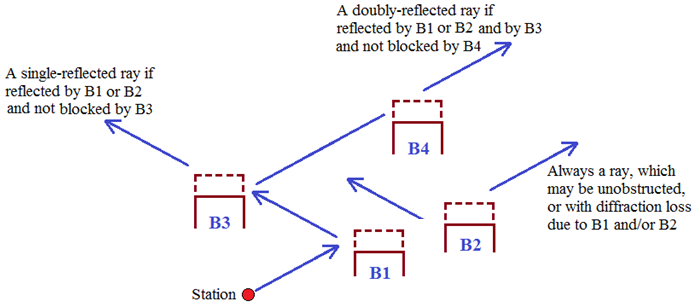 A doubly-reflected ray if
reflected by B1 or B2 and by B3
and not blocked by B4
A single-reflected ray if
reflected by B1 or B2
and not blocked by B3
B4
Always a ray, which
may be unobstructed,
or with diffraction loss
due to B1 and/or B2
B3
B2
B1
Station